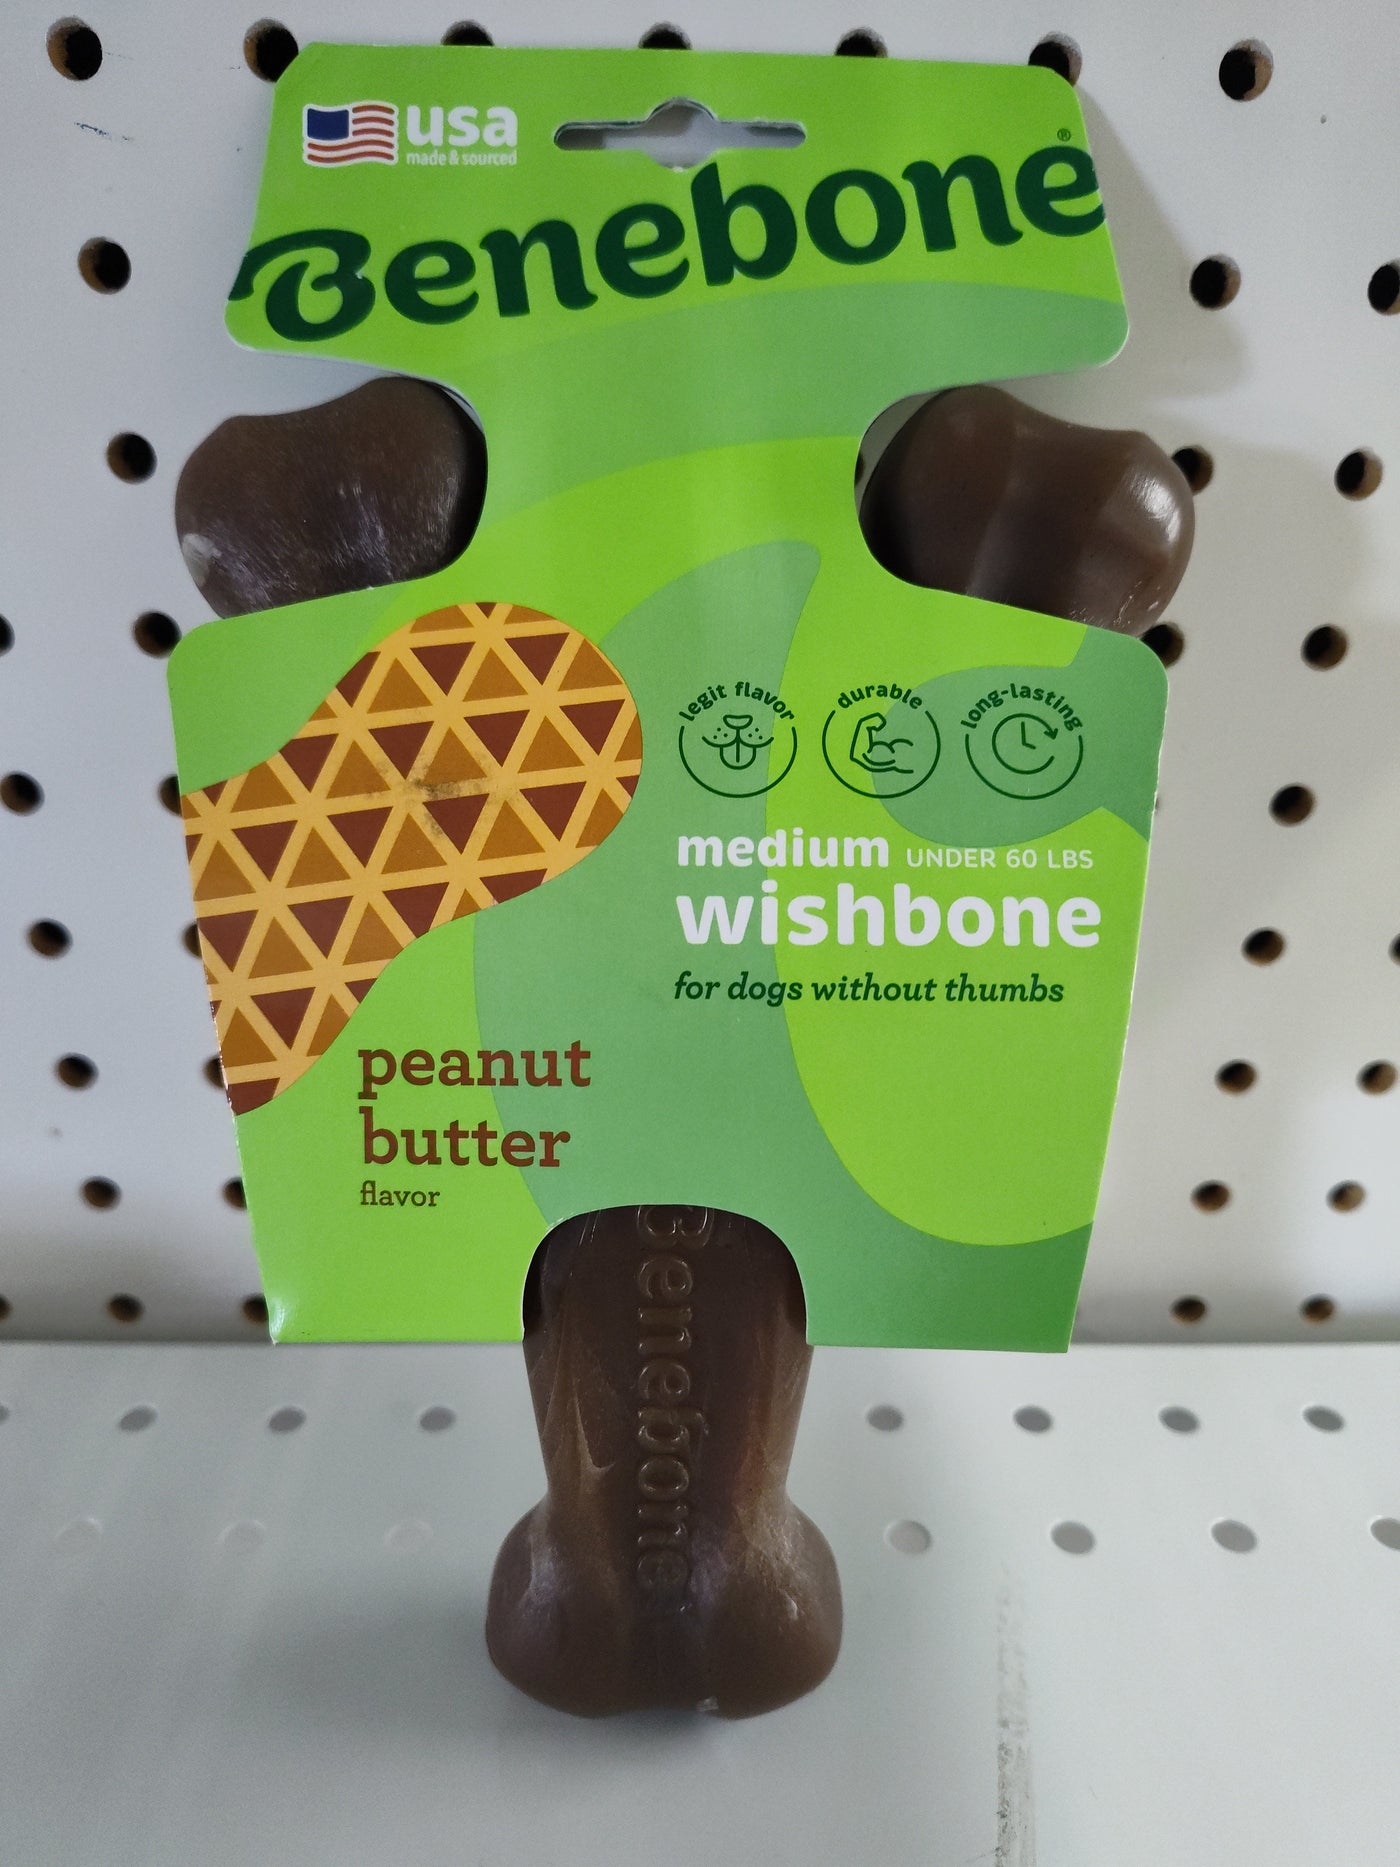 usa
made & sourced
Benebone®
legit flavor
durable
long-lasting
medium UNDER 60 LBS
wishbone
for dogs without thumbs
peanut
butter
flavor
Benebone